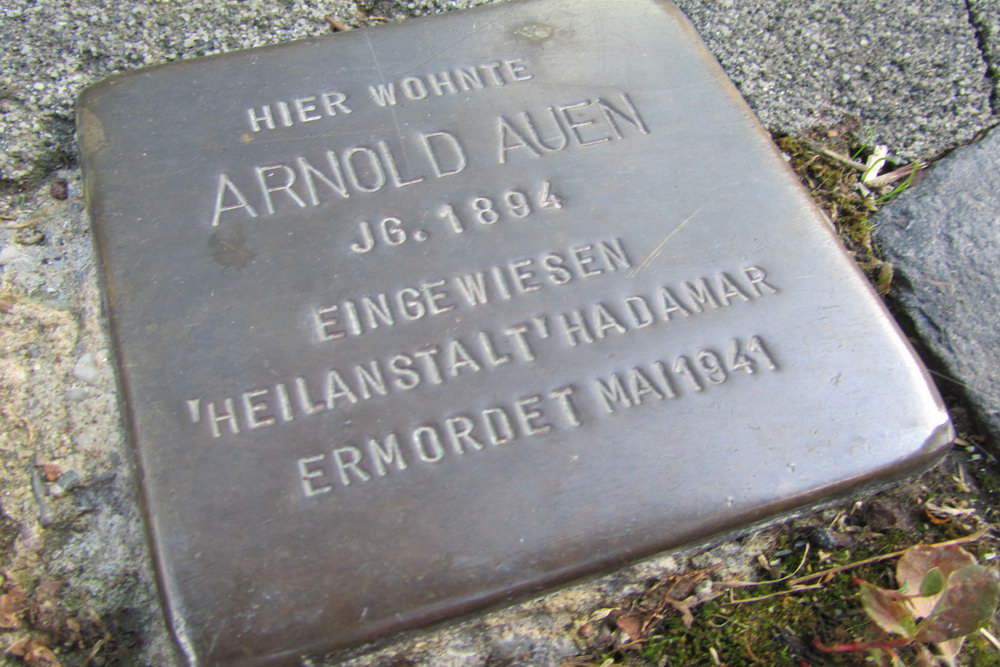 HIER WOHNTE
ARNOLD AUEN
JG. 1894
EINGEWIESEN
'HEILANSTALT' HADAMAR
ERMORDET MAI 1941